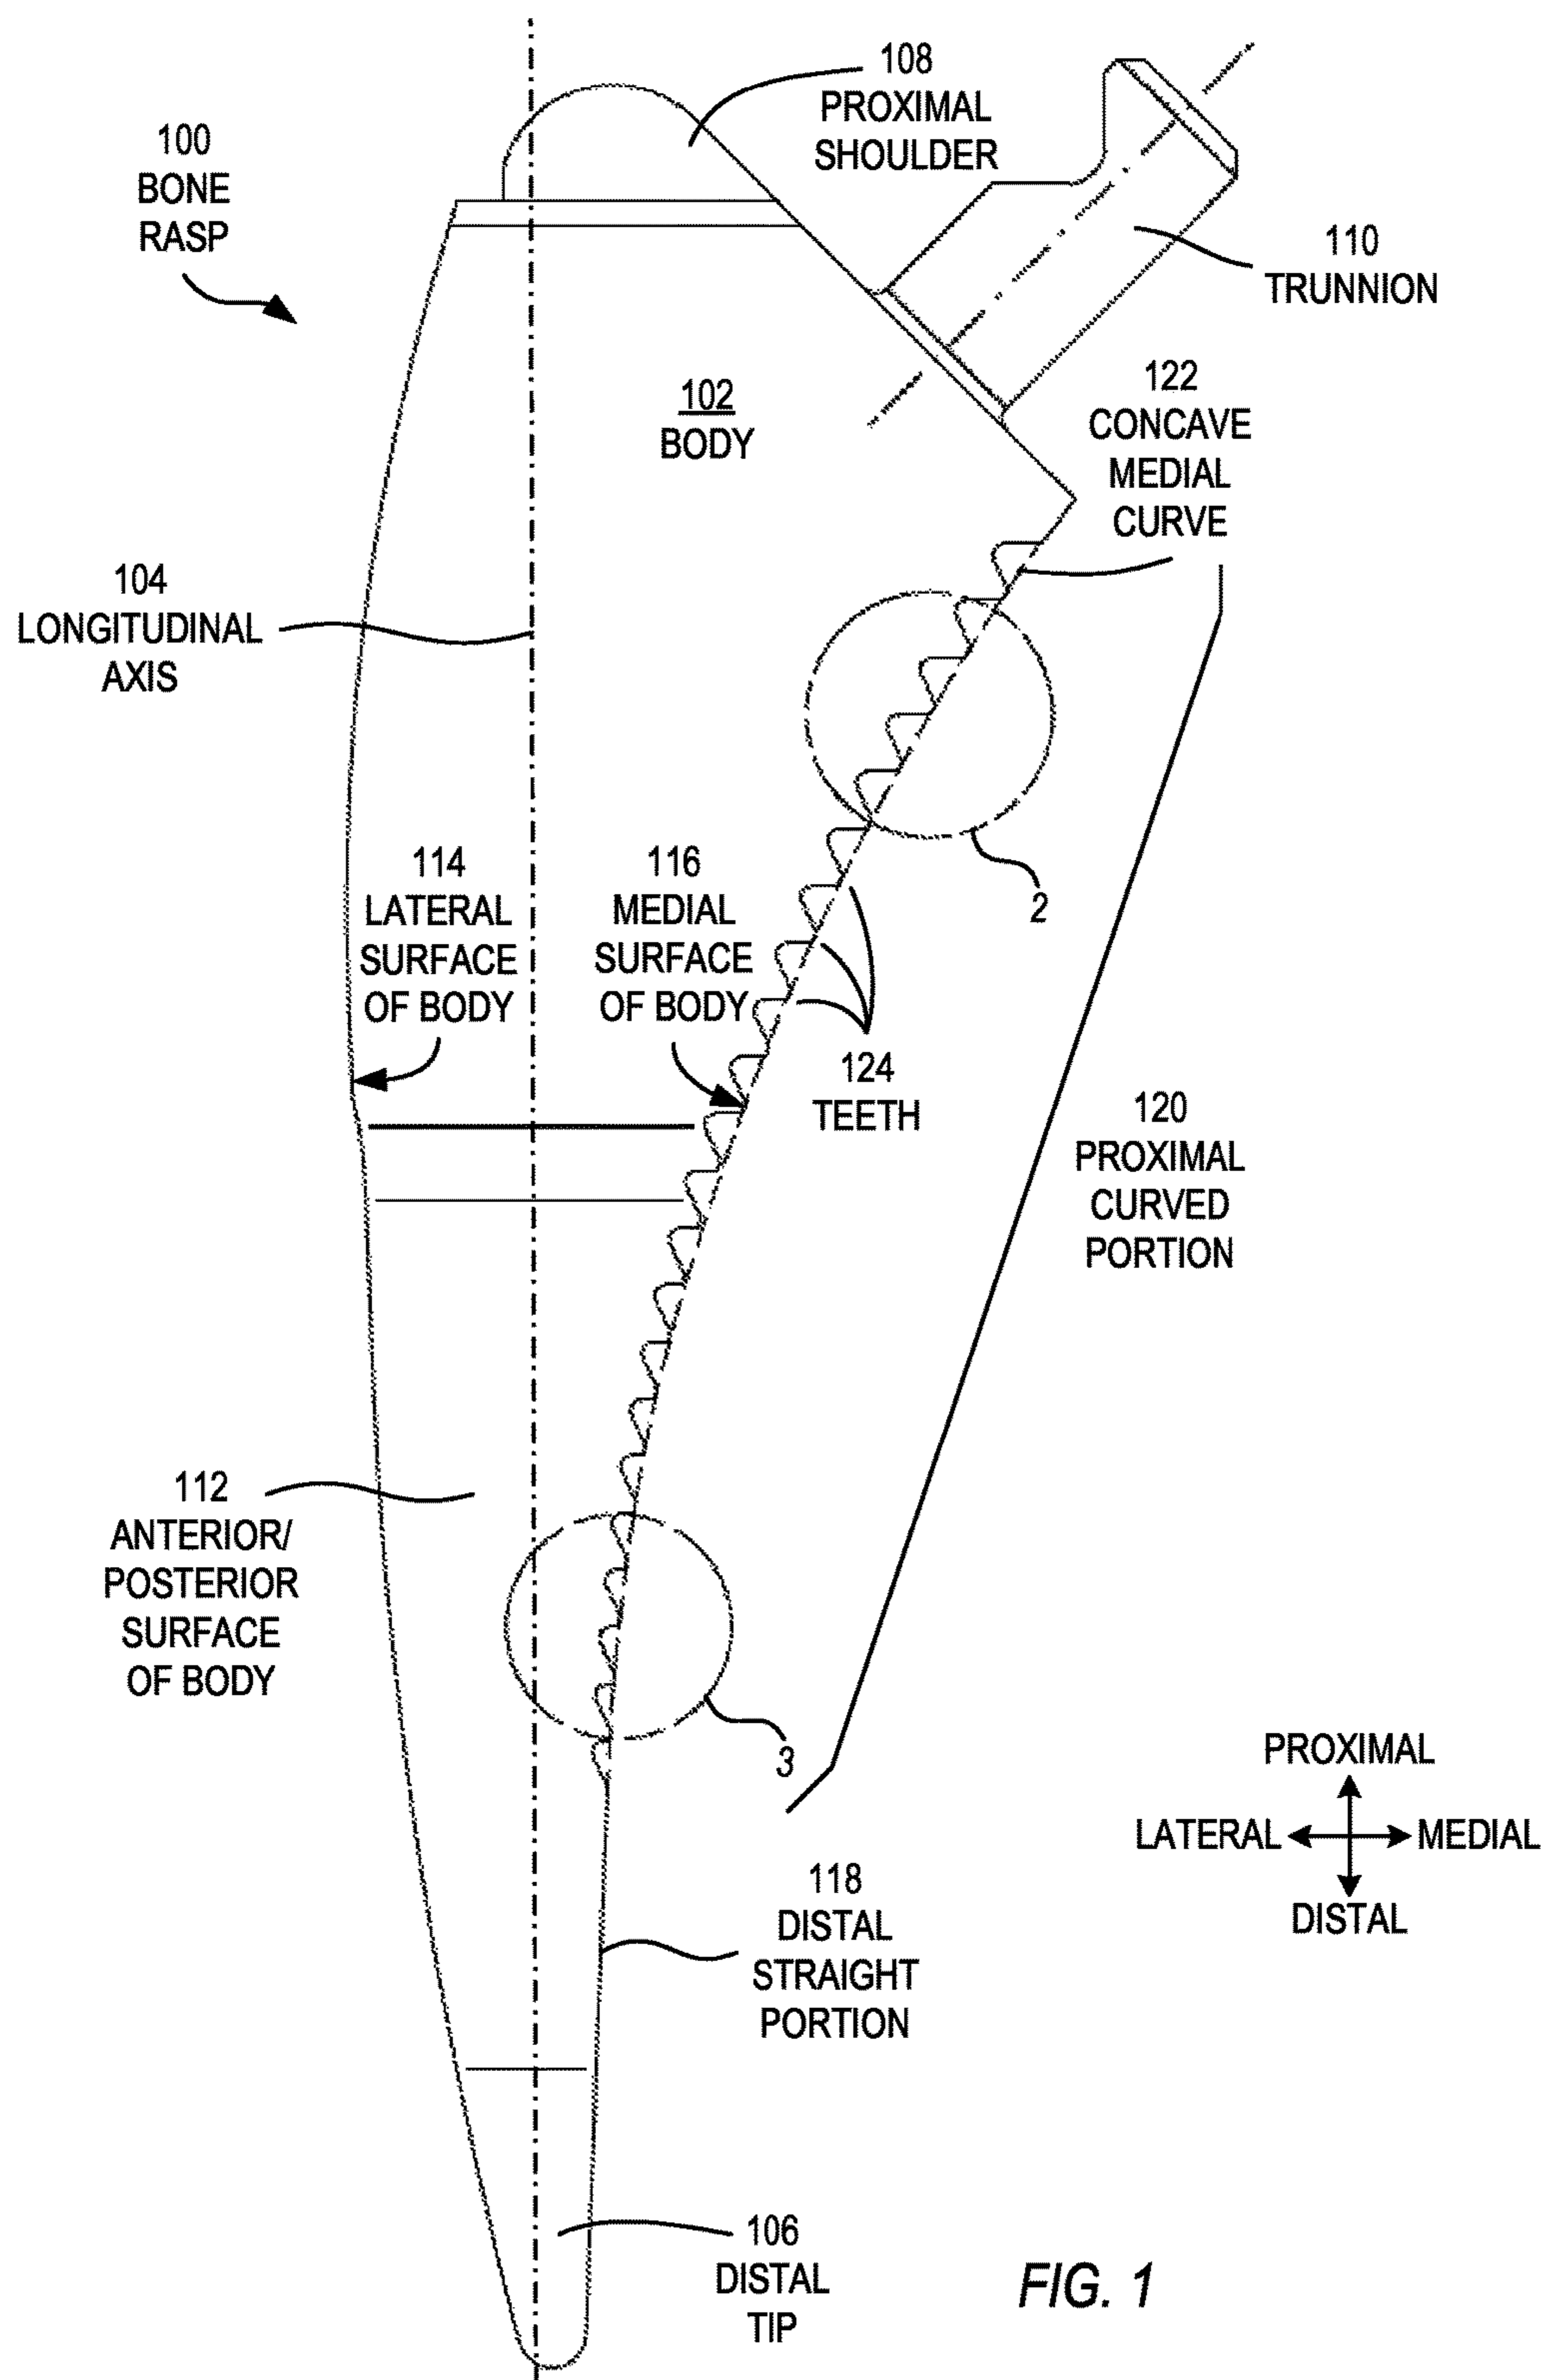 108
PROXIMAL
SHOULDER
100
BONE
RASP
110
TRUNNION
122
CONCAVE
MEDIAL
CURVE
102
BODY
104
LONGITUDINAL
AXIS
114
LATERAL
SURFACE
OF BODY
116
MEDIAL
SURFACE
OF BODY
2
124
TEETH
120
PROXIMAL
CURVED
PORTION
112
ANTERIOR/
POSTERIOR
SURFACE
OF BODY
3
PROXIMAL
LATERAL
MEDIAL
DISTAL
118
DISTAL
STRAIGHT
PORTION
106
DISTAL
TIP
FIG. 1